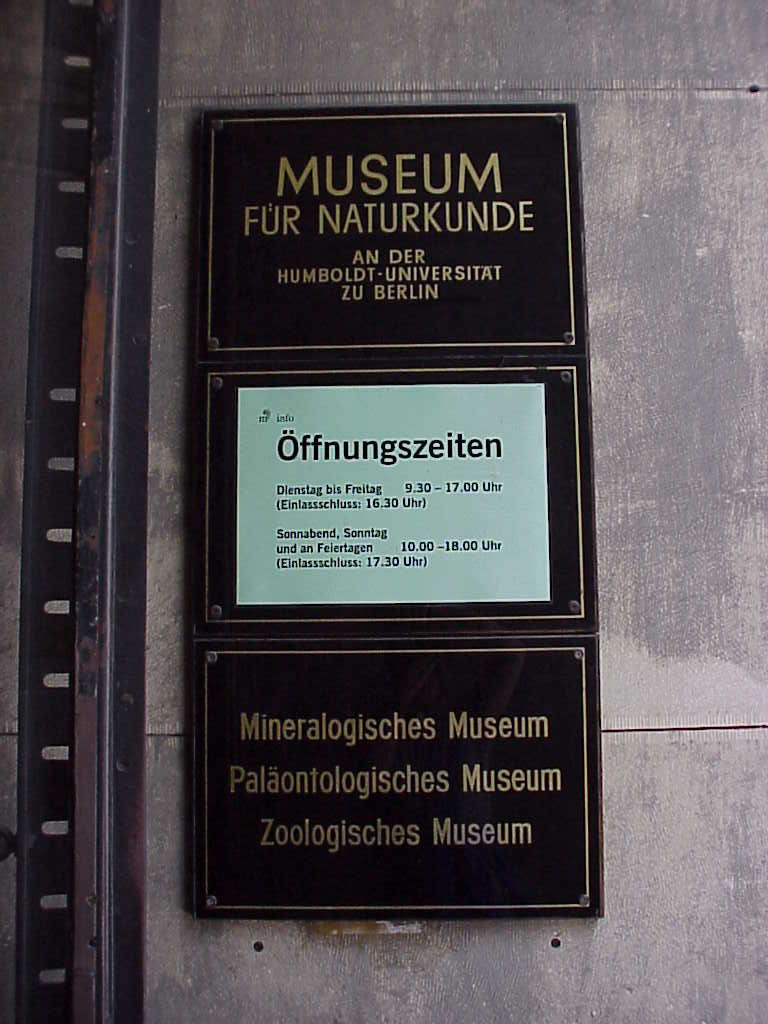 MUSEUM
FÜR NATURKUNDE
AN DER
HUMBOLDT-UNIVERSITÄT
ZU BERLIN
info
Öffnungszeiten
Dienstag bis Freitag 9.30 – 17.00 Uhr
(Einlassschluss: 16.30 Uhr)
Sonnabend, Sonntag
und an Feiertagen 10.00 –18.00 Uhr
(Einlassschluss: 17.30 Uhr)
Mineralogisches Museum
Paläontologisches Museum
Zoologisches Museum